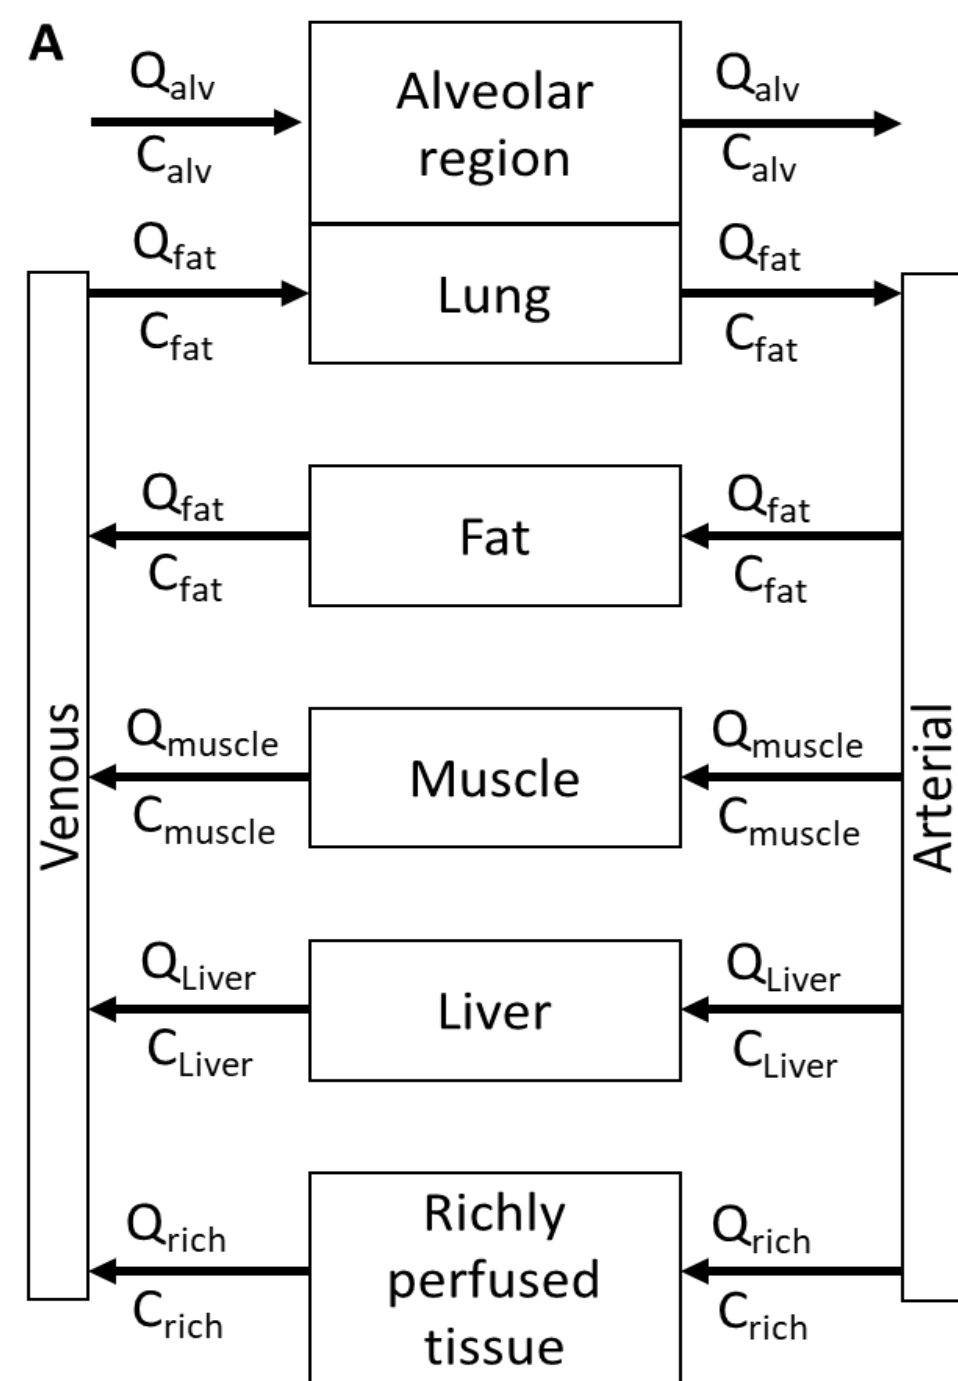 A
Qalv
Calv
Alveolar
region
Qalv
Calv
Qfat
Cfat
Lung
Qfat
Cfat
Qfat
Cfat
Fat
Qfat
Cfat
Venous
Qmuscle
Cmuscle
Muscle
Qmuscle
Cmuscle
Arterial
QLiver
CLiver
Liver
QLiver
CLiver
Qrich
Crich
Richly
perfused
tissue
Qrich
Crich